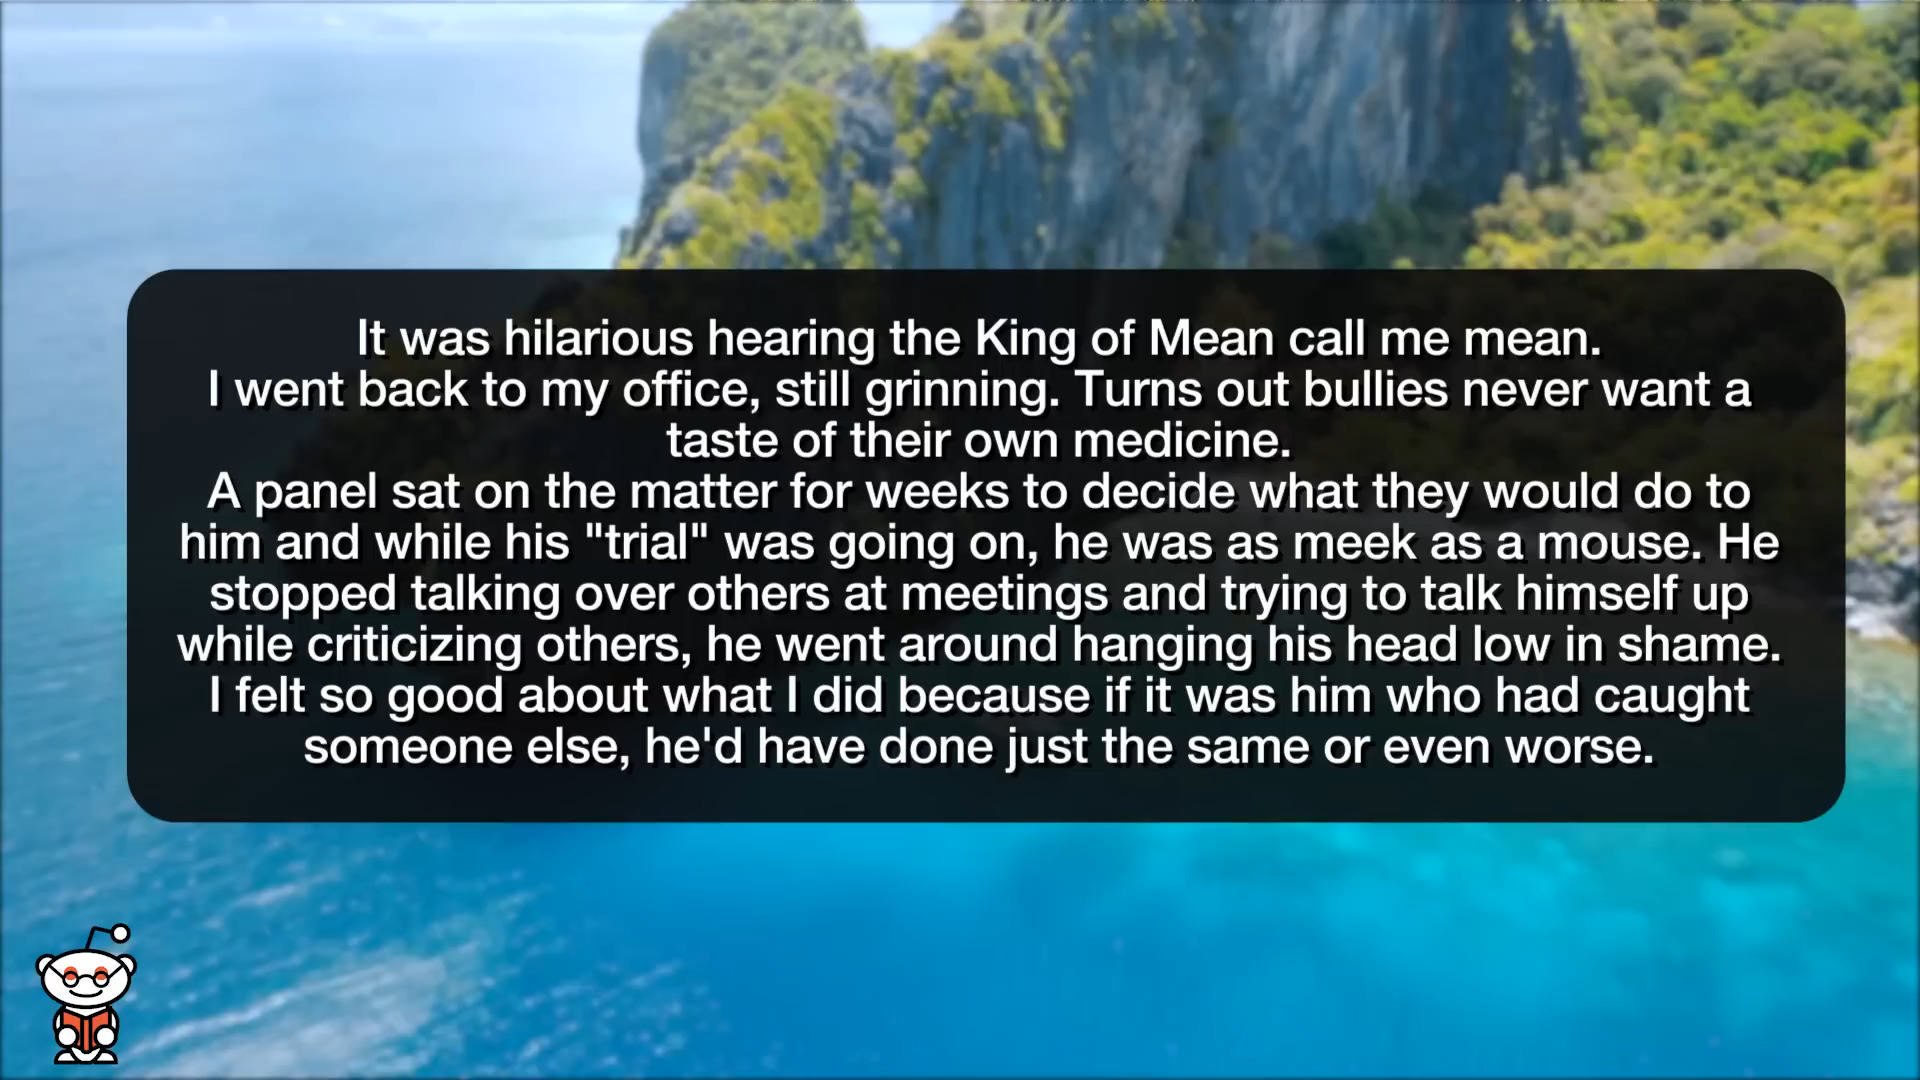 It was hilarious hearing the King of Mean call me mean.
I went back to my office, still grinning. Turns out bullies never want a
taste of their own medicine.
A panel sat on the matter for weeks to decide what they would do to
him and while his "trial" was going on, he was as meek as a mouse. He
stopped talking over others at meetings and trying to talk himself up
while criticizing others, he went around hanging his head low in shame.
I felt so good about what I did because if it was him who had caught
someone else, he'd have done just the same or even worse.